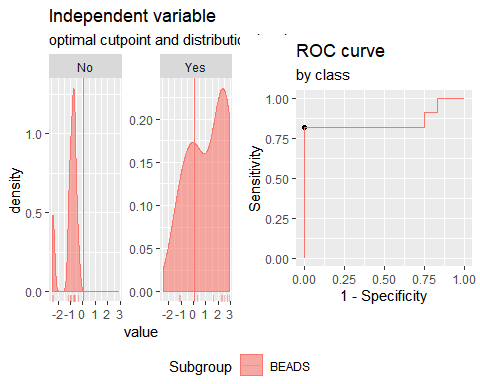 Independent variable
optimal cutpoint and distributio
No
Yes
density
1.0
0.5
0.0
0.20
0.15
0.10
0.05
0.00
-2 -1 0 1 2 3
-2 -1 0 1 2 3
value
ROC curve
by class
Sensitivity
1.00
0.75
0.50
0.25
0.00
0.00 0.25 0.50 0.75 1.00
1 - Specificity
Subgroup
BEADS